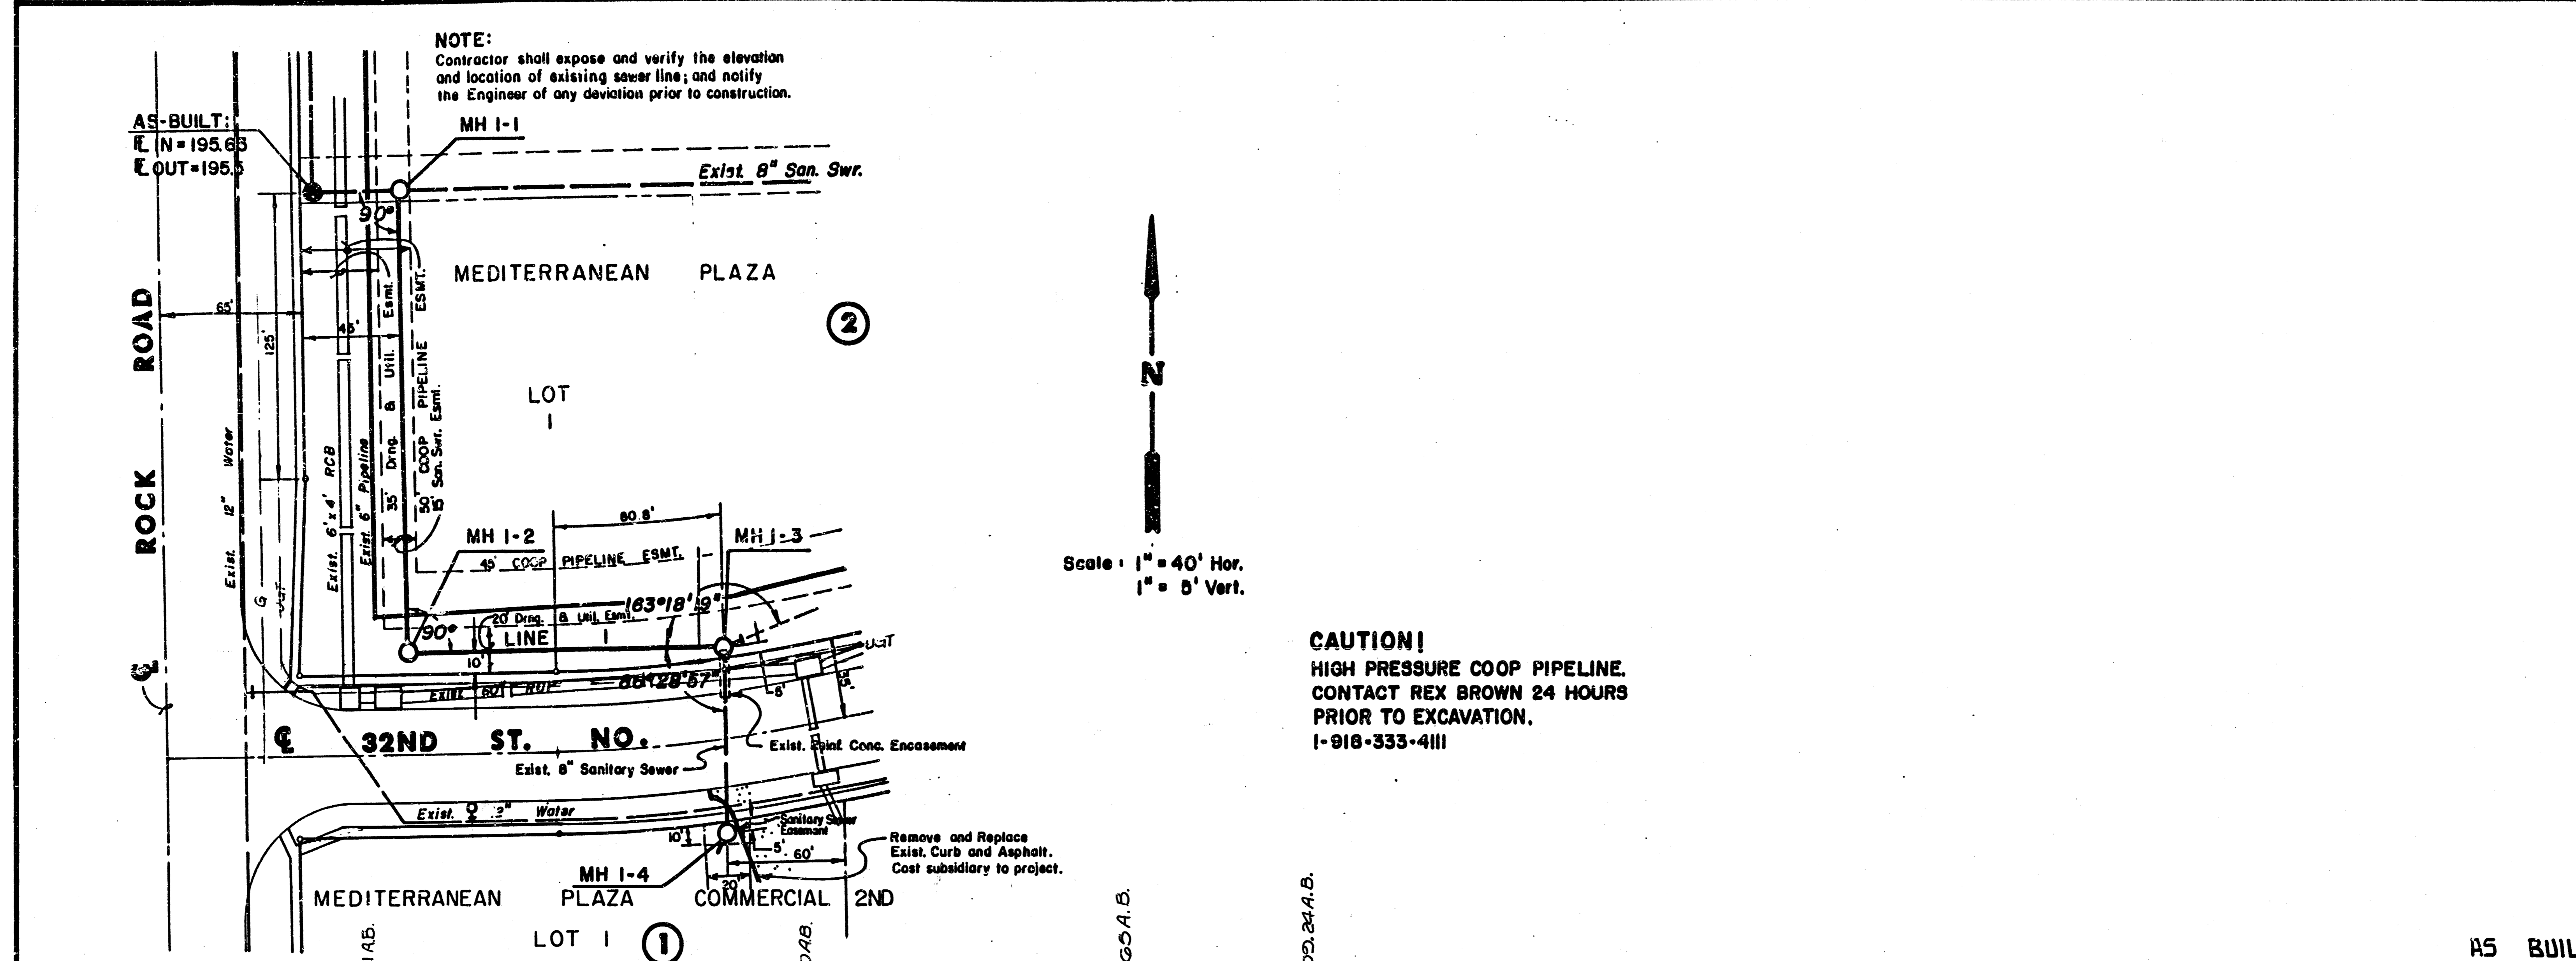 NOTE:
Contractor shall expose and verify the elevation
and location of existing sewer line; and notify
the Engineer of any deviation prior to construction.
AS-BUILT:
IN = 195.63
OUT = 195.5
MH 1-1
Exist. 8" San. Swr.
90°
MEDITERRANEAN PLAZA
2
LOT
1
ROCK ROAD
℄
65'
125'
45'
Exist. 12" Water
G
UGT
Exist. 6' x 4' RCB
Exist. 6" Pipeline
35' Drng. & Util. Esmt.
50' COOP PIPELINE ESMT.
15' San. Swr. Esmt.
N
Scale : 1" = 40' Hor.
1" = 5' Vert.
80.8'
MH 1-2
MH 1-3
45' COOP PIPELINE ESMT.
20' Drng. & Util. Esmt.
90°
LINE 1
10'
UGT
5'
35'
Exist.
60'
CAUTION!
HIGH PRESSURE COOP PIPELINE.
CONTACT REX BROWN 24 HOURS
PRIOR TO EXCAVATION.
1-918-333-4111
℄ 32ND ST. NO.
Exist. Reinf. Conc. Encasement
Exist. 8" Sanitary Sewer
Exist. Water
Sanitary Sewer
Easement
10'
5'
60'
20'
Remove and Replace
Exist. Curb and Asphalt.
Cost subsidiary to project.
MH 1-4
MEDITERRANEAN PLAZA COMMERCIAL 2ND
LOT 1
1
A.B.
A.B.
A.B.
A.B.
AS